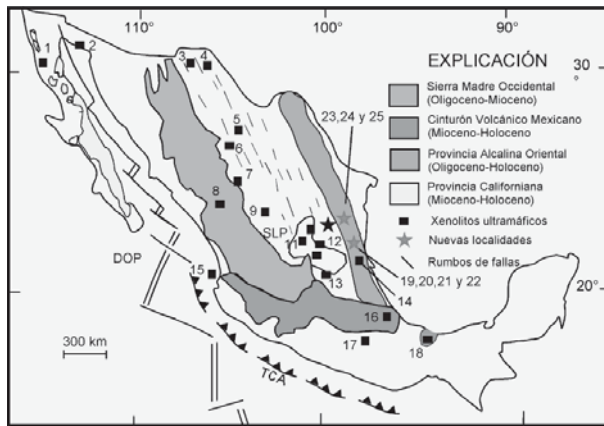 110° 100° 90°
EXPLICACIÓN
Sierra Madre Occidental
(Oligoceno-Mioceno)
Cinturón Volcánico Mexicano
(Mioceno-Holoceno)
Provincia Alcalina Oriental
(Oligoceno-Holoceno)
Provincia Californiana
(Mioceno-Holoceno)
Xenolitos ultramáficos
Nuevas localidades
Rumbos de fallas
30°
20°
1
2
3
4
5
6
7
8
9
SLP
11
12
13
23,24 y 25
19,20,21 y 22
14
DOP
15
16
17
18
TCA
300 km